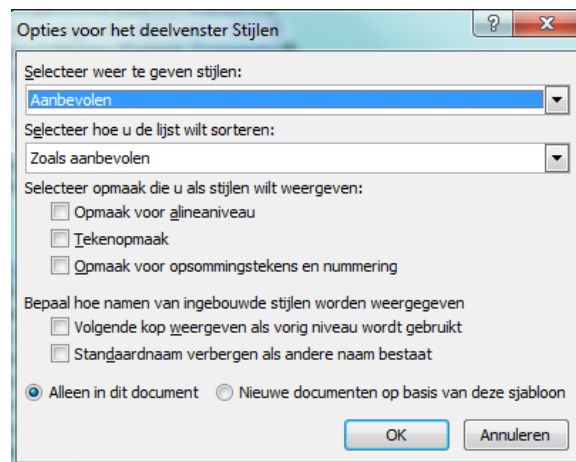 Opties voor het deelvenster Stijlen
Selecteer weer te geven stijlen:
Aanbevolen
Selecteer hoe u de lijst wilt sorteren:
Zoals aanbevolen
Selecteer opmaak die u als stijlen wilt weergeven:
Opmaak voor alineaniveau
Tekenopmaak
Opmaak voor opsommingstekens en nummering
Bepaal hoe namen van ingebouwde stijlen worden weergegeven
Volgende kop weergeven als vorig niveau wordt gebruikt
Standaardnaam verbergen als andere naam bestaat
Alleen in dit document Nieuwe documenten op basis van deze sjabloon
OK Annuleren